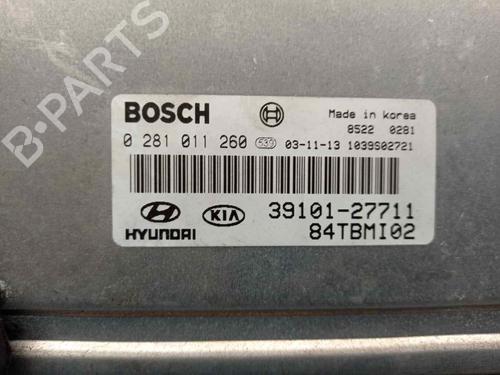 B-PARTS
BOSCH
Made in korea
8522 0281
0 281 011 260 530 03-11-13 1039S02721
HYUNDAI KIA 39101-27711
84TBMI02